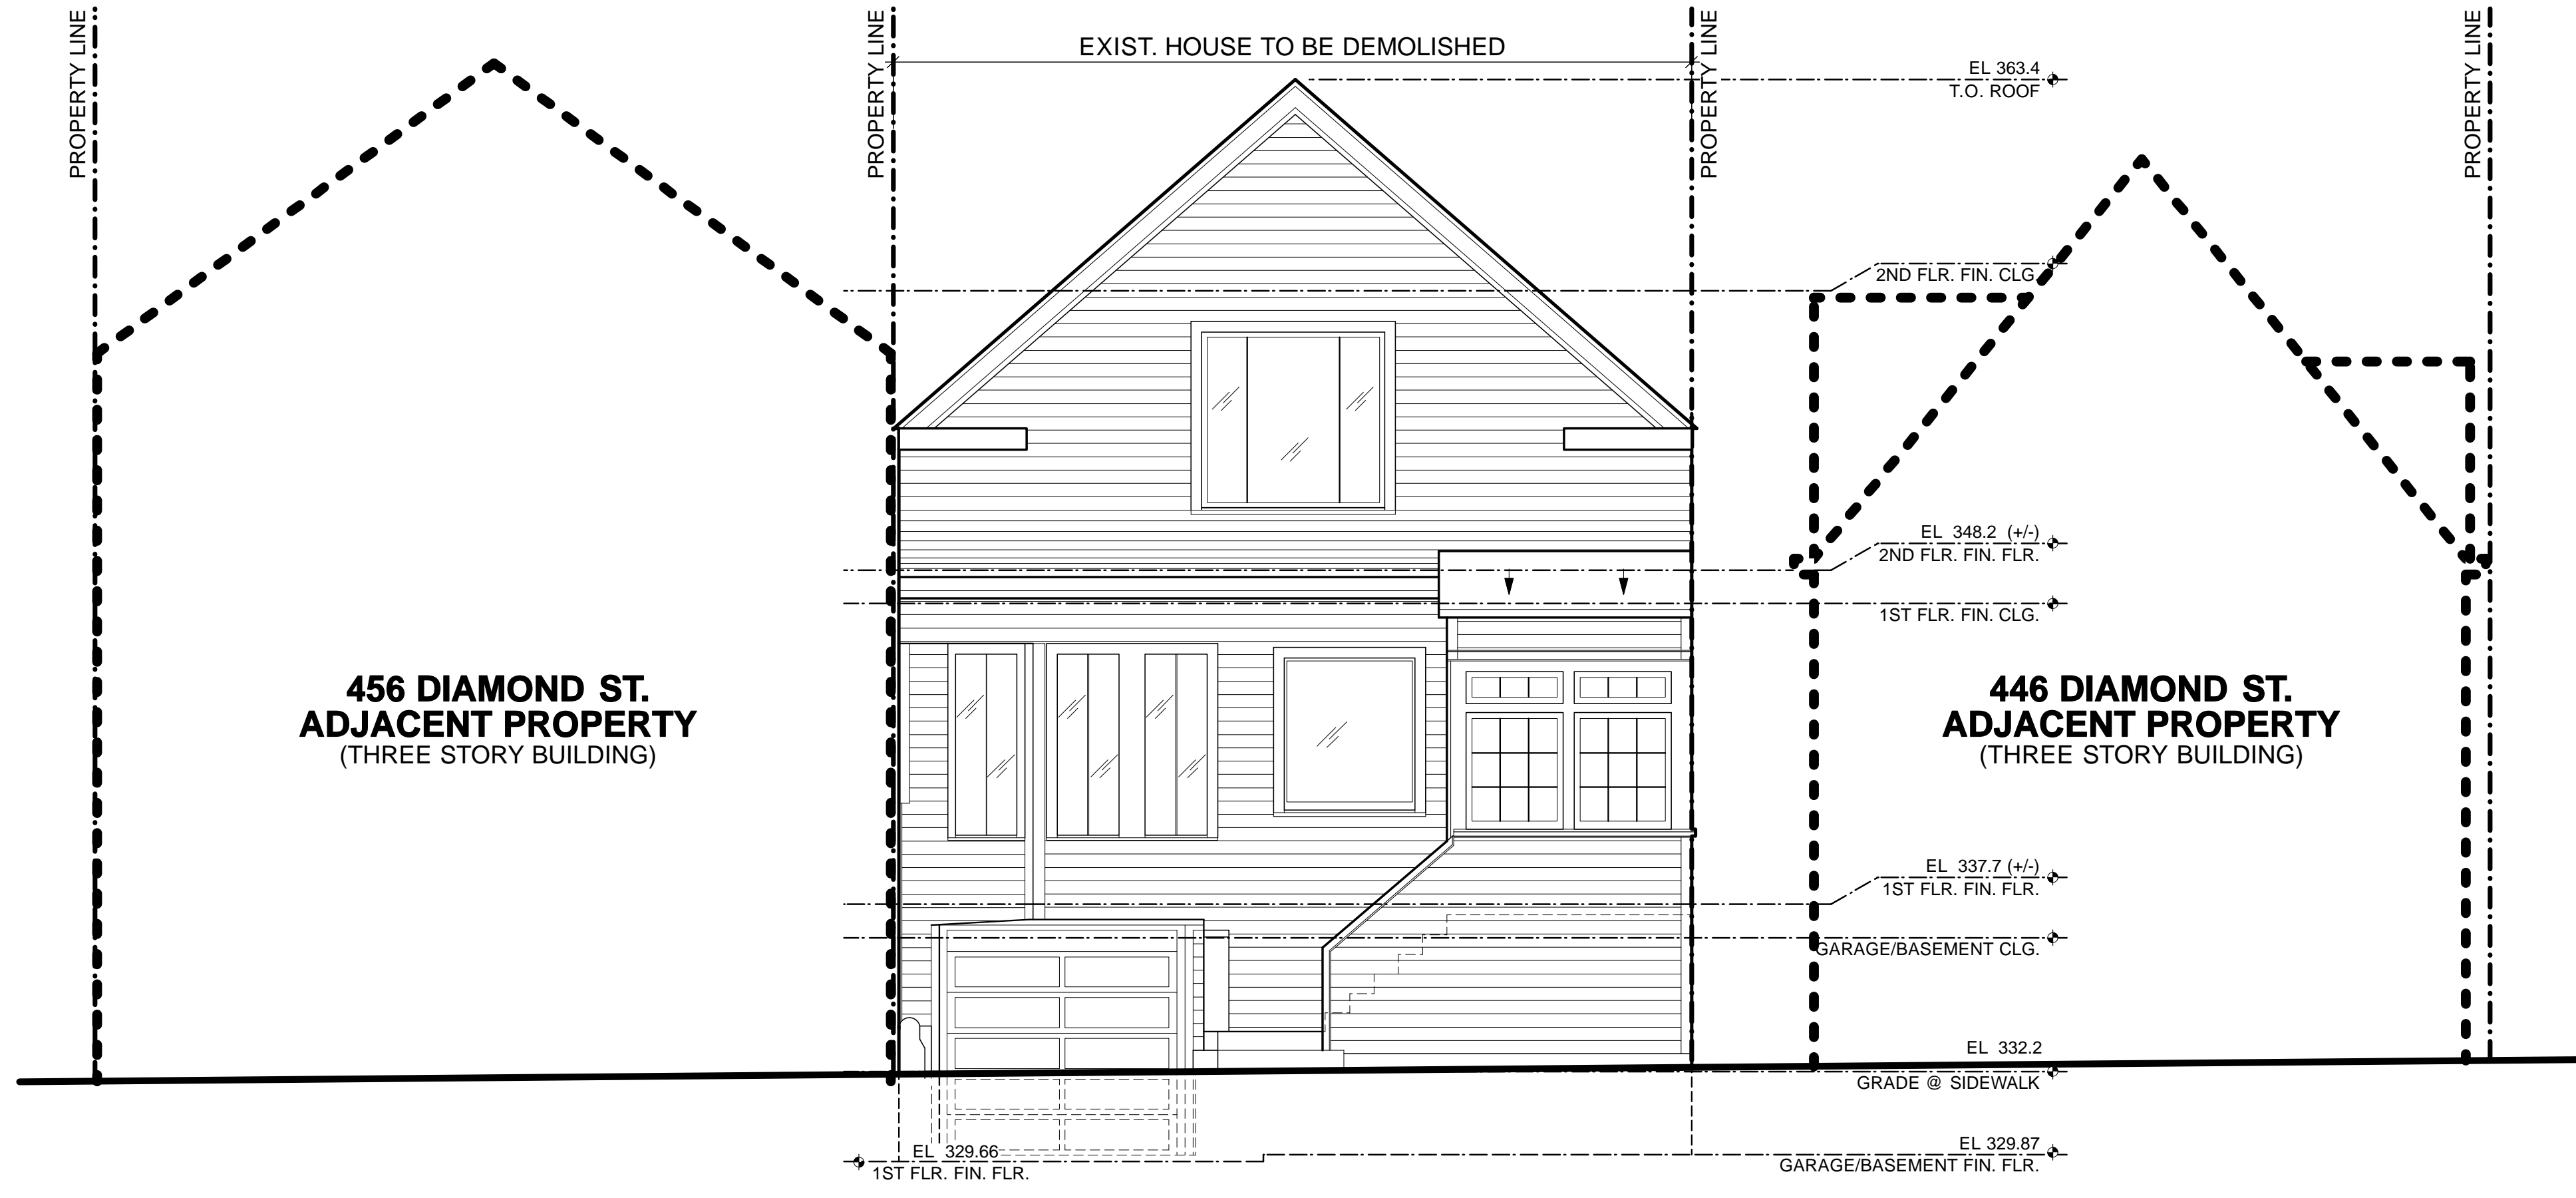 PROPERTY LINE
PROPERTY LINE
EXIST. HOUSE TO BE DEMOLISHED
PROPERTY LINE
PROPERTY LINE
EL 363.4
T.O. ROOF
2ND FLR. FIN. CLG.
EL 348.2 (+/-)
2ND FLR. FIN. FLR.
1ST FLR. FIN. CLG.
456 DIAMOND ST.
ADJACENT PROPERTY
(THREE STORY BUILDING)
446 DIAMOND ST.
ADJACENT PROPERTY
(THREE STORY BUILDING)
EL 337.7 (+/-)
1ST FLR. FIN. FLR.
GARAGE/BASEMENT CLG.
EL 332.2
GRADE @ SIDEWALK
EL 329.66
1ST FLR. FIN. FLR.
EL 329.87
GARAGE/BASEMENT FIN. FLR.